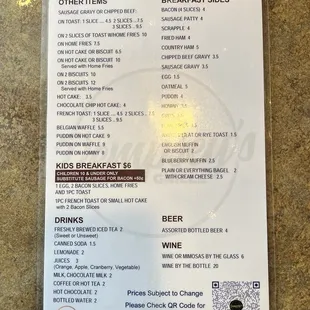 OTHER ITEMS
SAUSAGE GRAVY OR CHIPPED BEEF:
ON TOAST: 1 SLICE ... 4.5 2 SLICES ... 7.5
3 SLICES ... 9.5
ON 2 SLICES OF TOAST W/HOME FRIES 10
ON HOME FRIES 7.5
ON HOT CAKE OR BISCUIT 6.5
ON HOT CAKE OR BISCUIT 10
Served with Home Fries
ON 2 BISCUITS 10
ON 2 BISCUITS 12
Served with Home Fries
HOT CAKE: 3.5
CHOCOLATE CHIP HOT CAKE: 4
FRENCH TOAST: 1 SLICE ... 4.5 2 SLICES ...
3 SLICES ... 9.5
BELGIAN WAFFLE 5.5
PUDDIN ON HOT CAKE 9
PUDDIN ON WAFFLE 9
PUDDIN ON HOMINY 8
KIDS BREAKFAST $6
CHILDREN 10 & UNDER ONLY
SUBSTITUTE SAUSAGE FOR BACON +50¢
1 EGG, 2 BACON SLICES, HOME FRIES
AND 1PC TOAST
1PC FRENCH TOAST OR SMALL HOT CAKE
with 2 Bacon Slices
DRINKS
FRESHLY BREWED ICED TEA 2
(Sweet or Unsweet)
CANNED SODA 1.5
LEMONADE 2
JUICES 3
(Orange, Apple, Cranberry, Vegetable)
MILK, CHOCOLATE MILK 2
COFFEE OR HOT TEA 2
HOT CHOCOLATE 2
BOTTLED WATER 2
BREAKFAST SIDES
BACON (4 SLICES) 4
SAUSAGE PATTY 4
SCRAPPLE 4
FRIED HAM 4
COUNTRY HAM 5
CHIPPED BEEF GRAVY 3.5
SAUSAGE GRAVY 3.5
EGG 1.5
OATMEAL 5
PUDDIN 4
OR RYE TOAST 1.5
ENGLISH MUFFIN
OR BISCUIT 2
BLUEBERRY MUFFIN 2.5
PLAIN OR EVERYTHING BAGEL 2
WITH CREAM CHEESE 2.5
BEER
ASSORTED BOTTLED BEER 4
WINE
WINE OR MIMOSAS BY THE GLASS 6
WINE BY THE BOTTLE 20
Prices Subject to Change
Please Check QR Code for